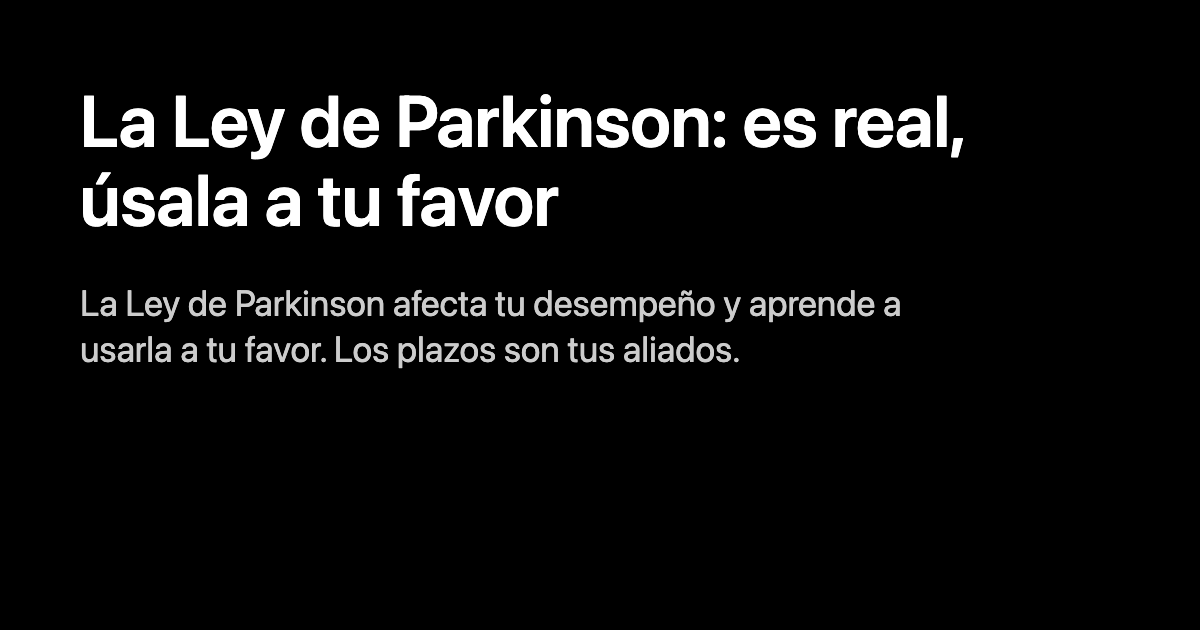 La Ley de Parkinson: es real,
úsala a tu favor
La Ley de Parkinson afecta tu desempeño y aprende a
usarla a tu favor. Los plazos son tus aliados.